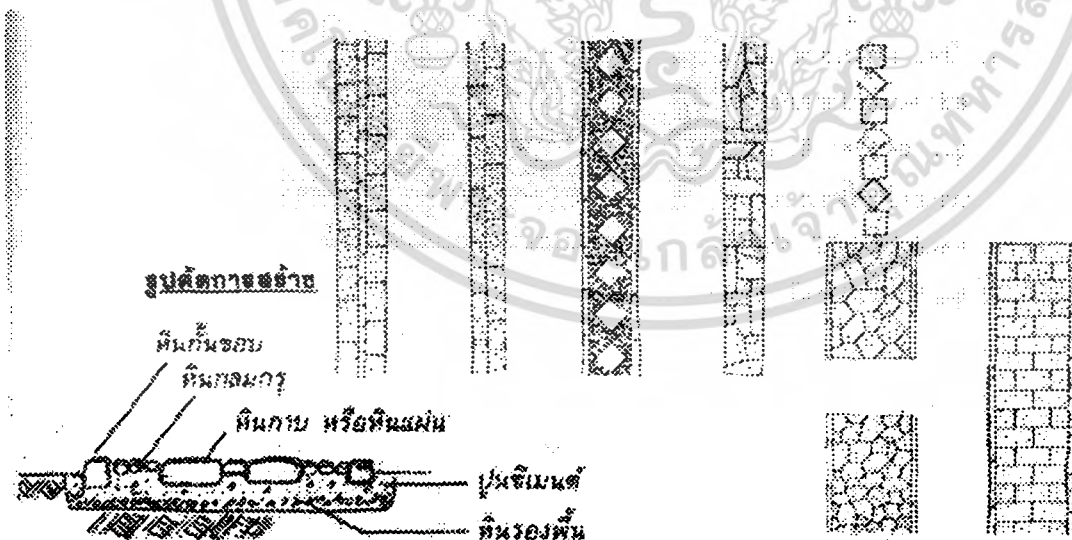 รูปตัดการสร้าง
หินกั้นขอบ
หินกลมกรุ
หินกาบ หรือหินแผ่น
ปูนซีเมนต์
หินรองพื้น